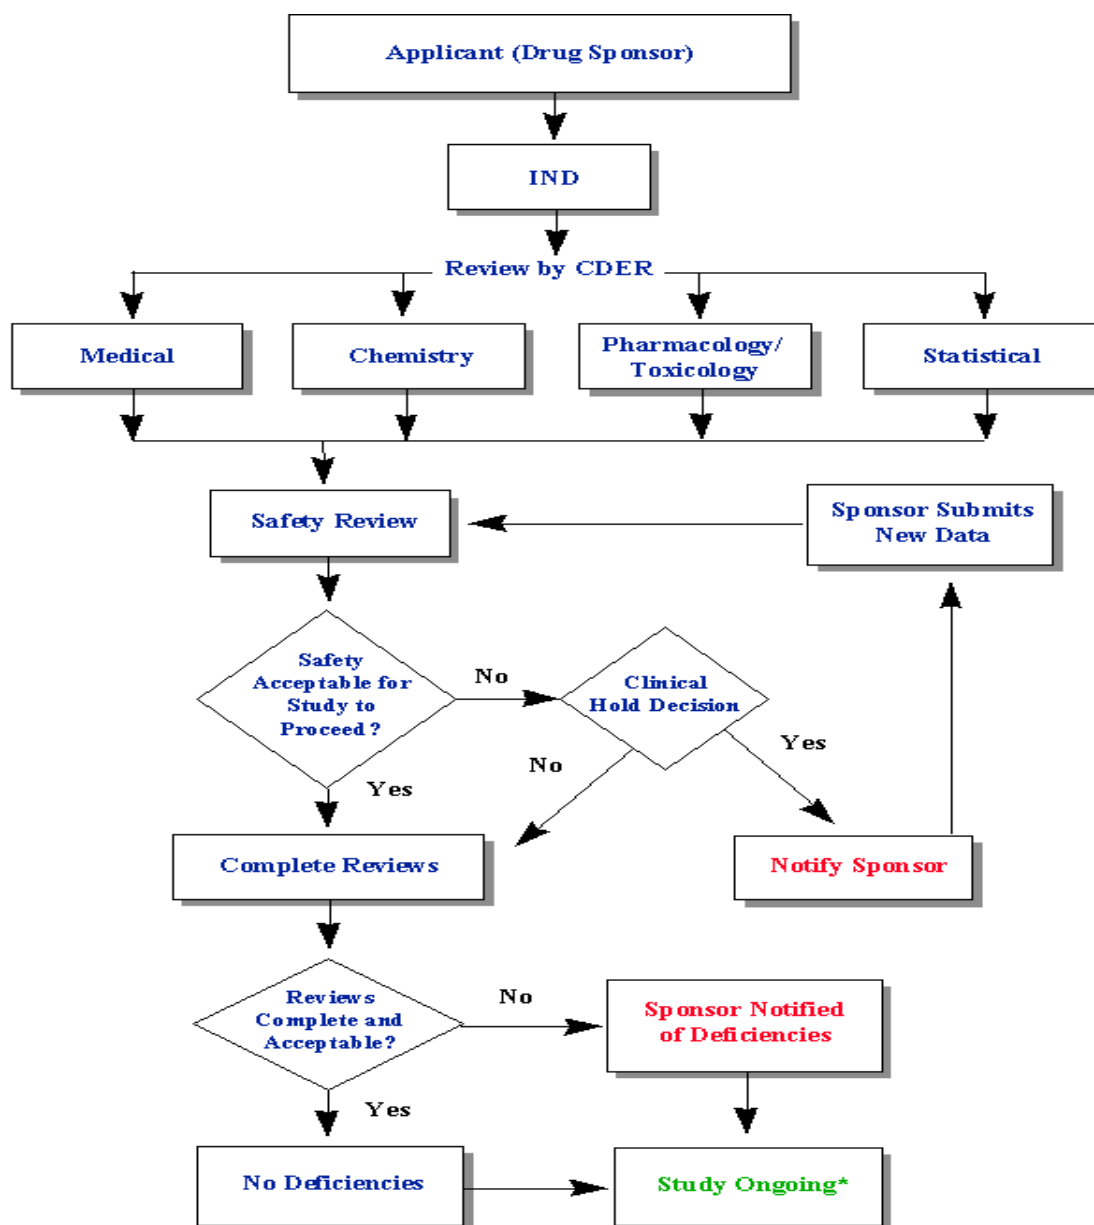 Applicant (Drug Sponsor)
IND
Review by CDER
Medical
Chemistry
Pharmacology/
Toxicology
Statistical
Safety Review
Sponsor Submits
New Data
Safety
Acceptable for
Study to
Proceed?
No
Clinical
Hold Decision
Yes
No
Yes
Complete Reviews
Notify Sponsor
Reviews
Complete and
Acceptable?
No
Sponsor Notified
of Deficiencies
Yes
No Deficiencies
Study Ongoing*